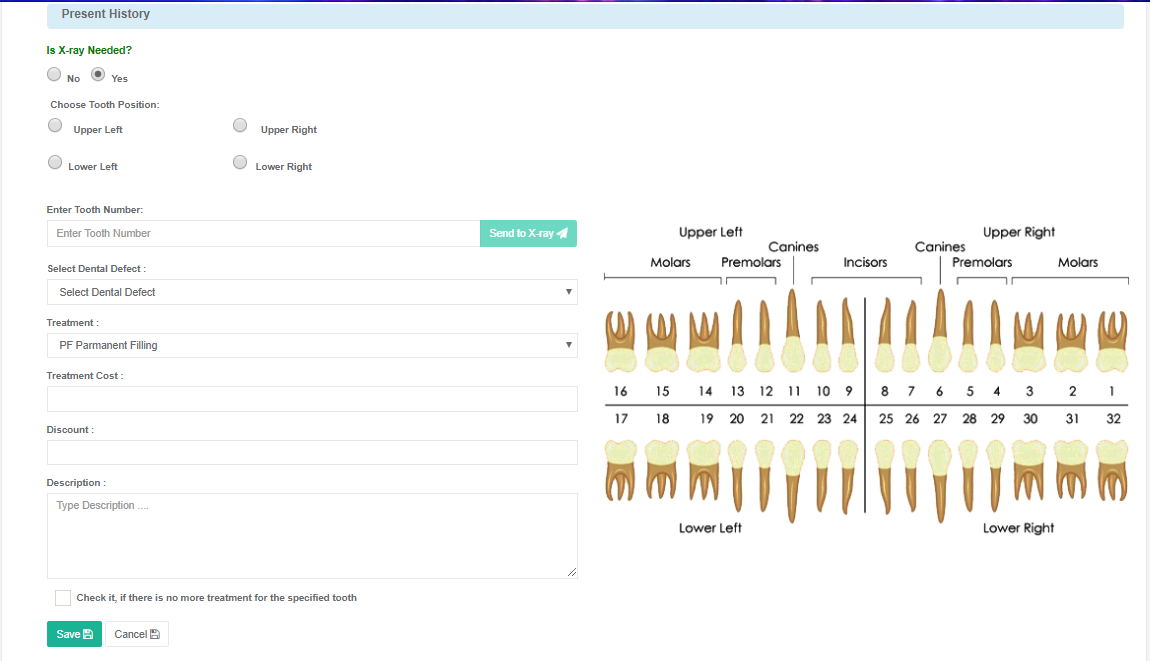 Present History
Is X-ray Needed?
No Yes
Choose Tooth Position:
Upper Left Upper Right
Lower Left Lower Right
Enter Tooth Number:
Enter Tooth Number Send to X-ray
Select Dental Defect :
Select Dental Defect
Treatment :
PF Parmanent Filling
Treatment Cost :
Discount :
Description :
Type Description ....
Check it, if there is no more treatment for the specified tooth
Save Cancel
Upper Left Upper Right
Canines Canines
Molars Premolars Incisors Premolars Molars
16 15 14 13 12 11 10 9 8 7 6 5 4 3 2 1
17 18 19 20 21 22 23 24 25 26 27 28 29 30 31 32
Lower Left Lower Right